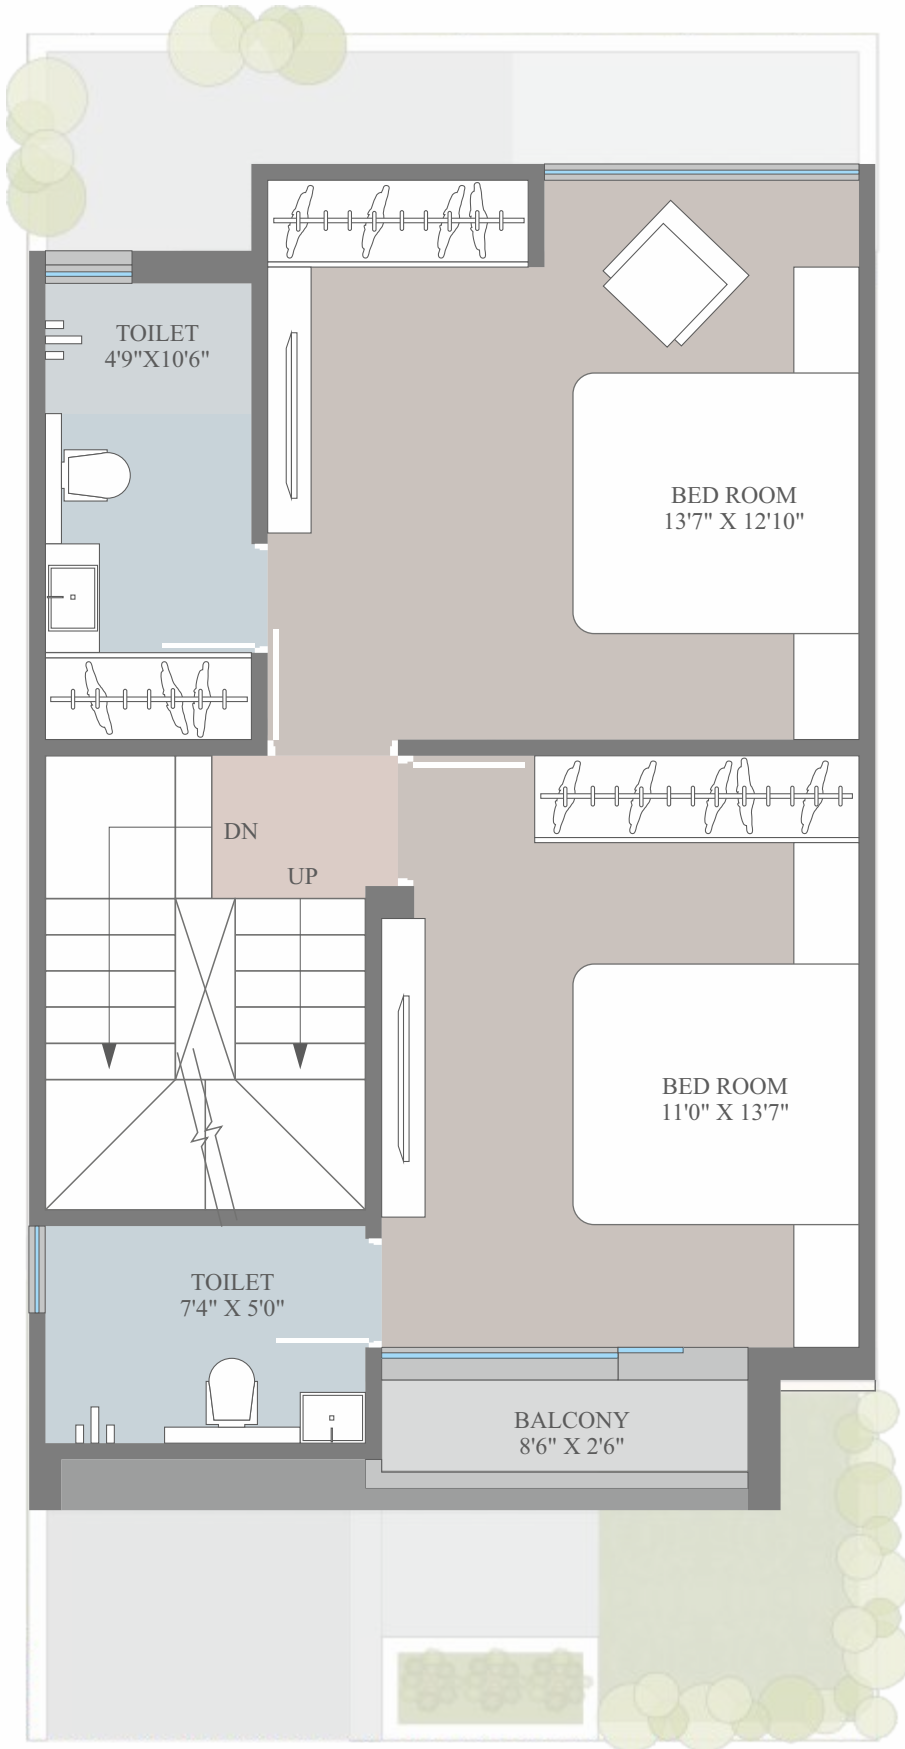 TOILET
4'9"X10'6"
BED ROOM
13'7" X 12'10"
DN
UP
BED ROOM
11'0" X 13'7"
TOILET
7'4" X 5'0"
BALCONY
8'6" X 2'6"